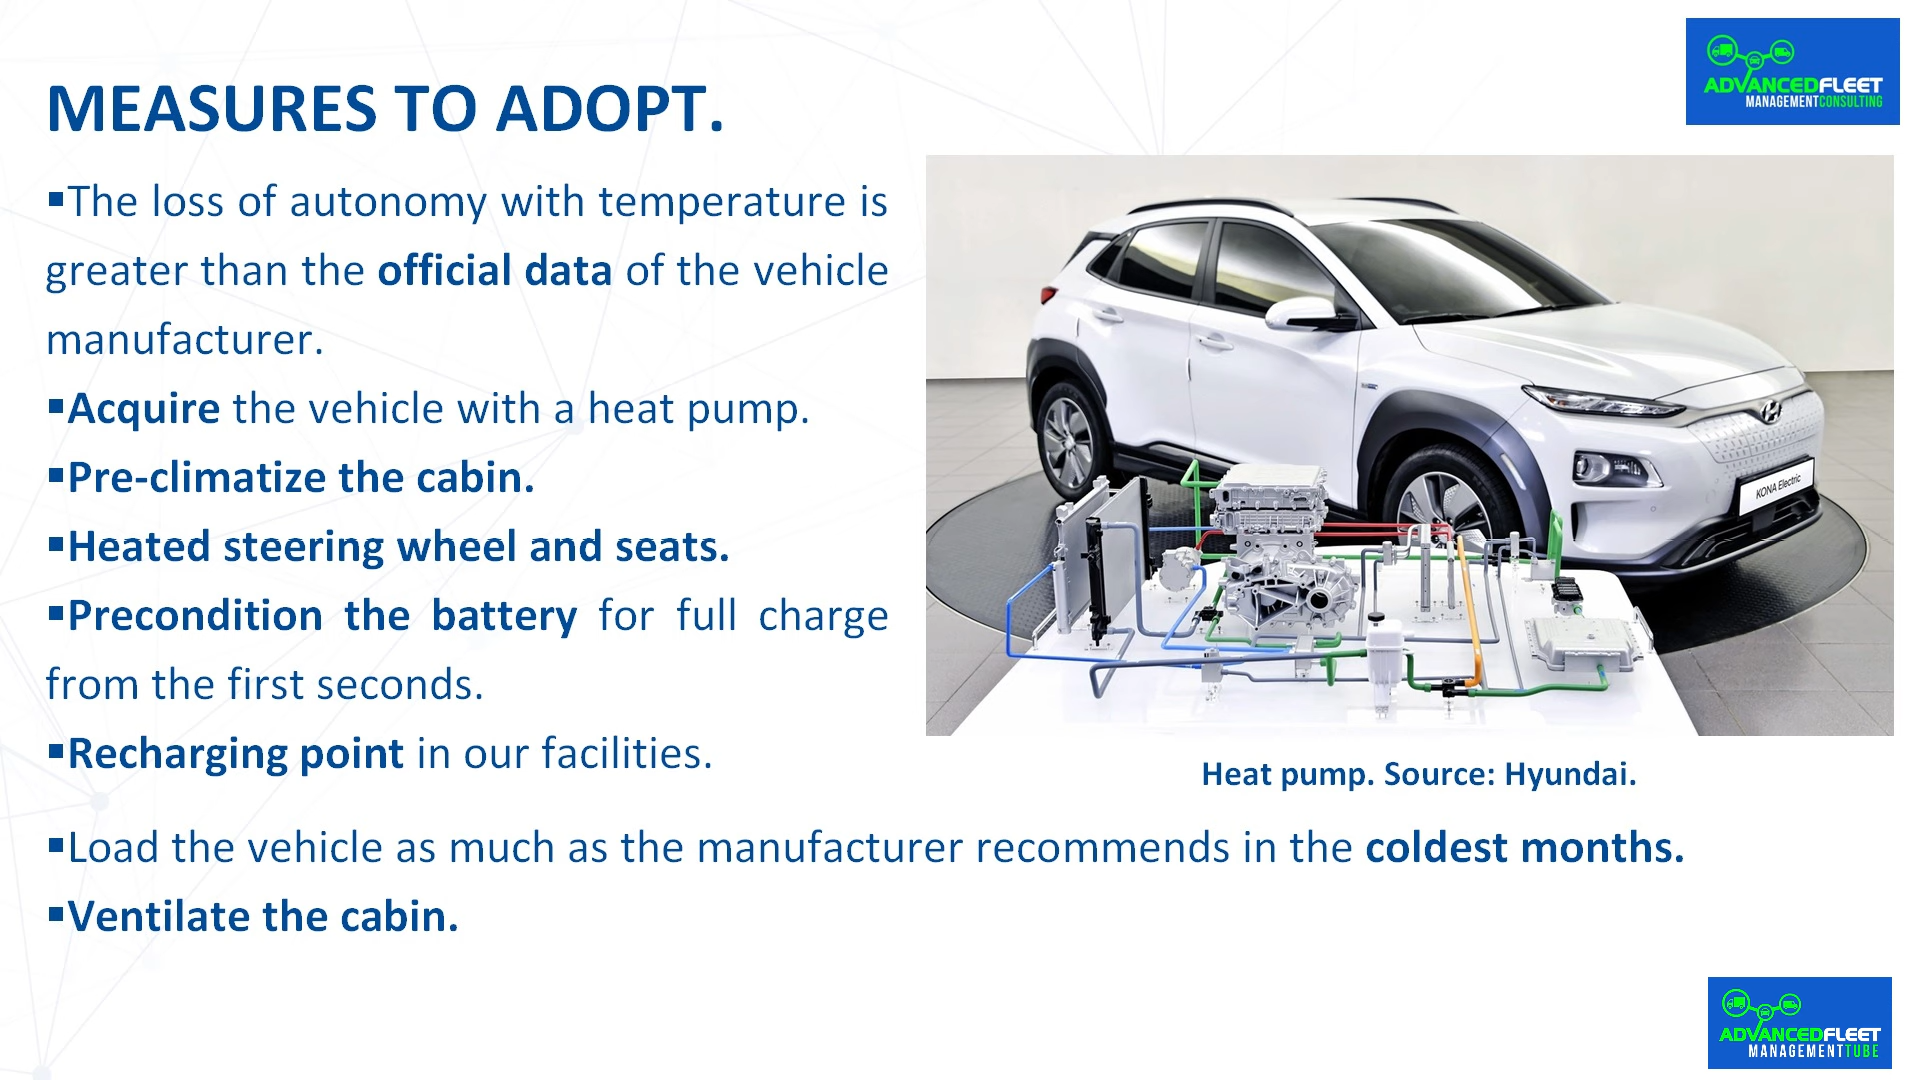 ADVANCEDFLEET
MANAGEMENTCONSULTING
MEASURES TO ADOPT.
▪The loss of autonomy with temperature is
greater than the official data of the vehicle
manufacturer.
▪Acquire the vehicle with a heat pump.
▪Pre-climatize the cabin.
▪Heated steering wheel and seats.
▪Precondition the battery for full charge
from the first seconds.
▪Recharging point in our facilities.
KONA Electric
Heat pump. Source: Hyundai.
▪Load the vehicle as much as the manufacturer recommends in the coldest months.
▪Ventilate the cabin.
ADVANCEDFLEET
MANAGEMENTTUBE